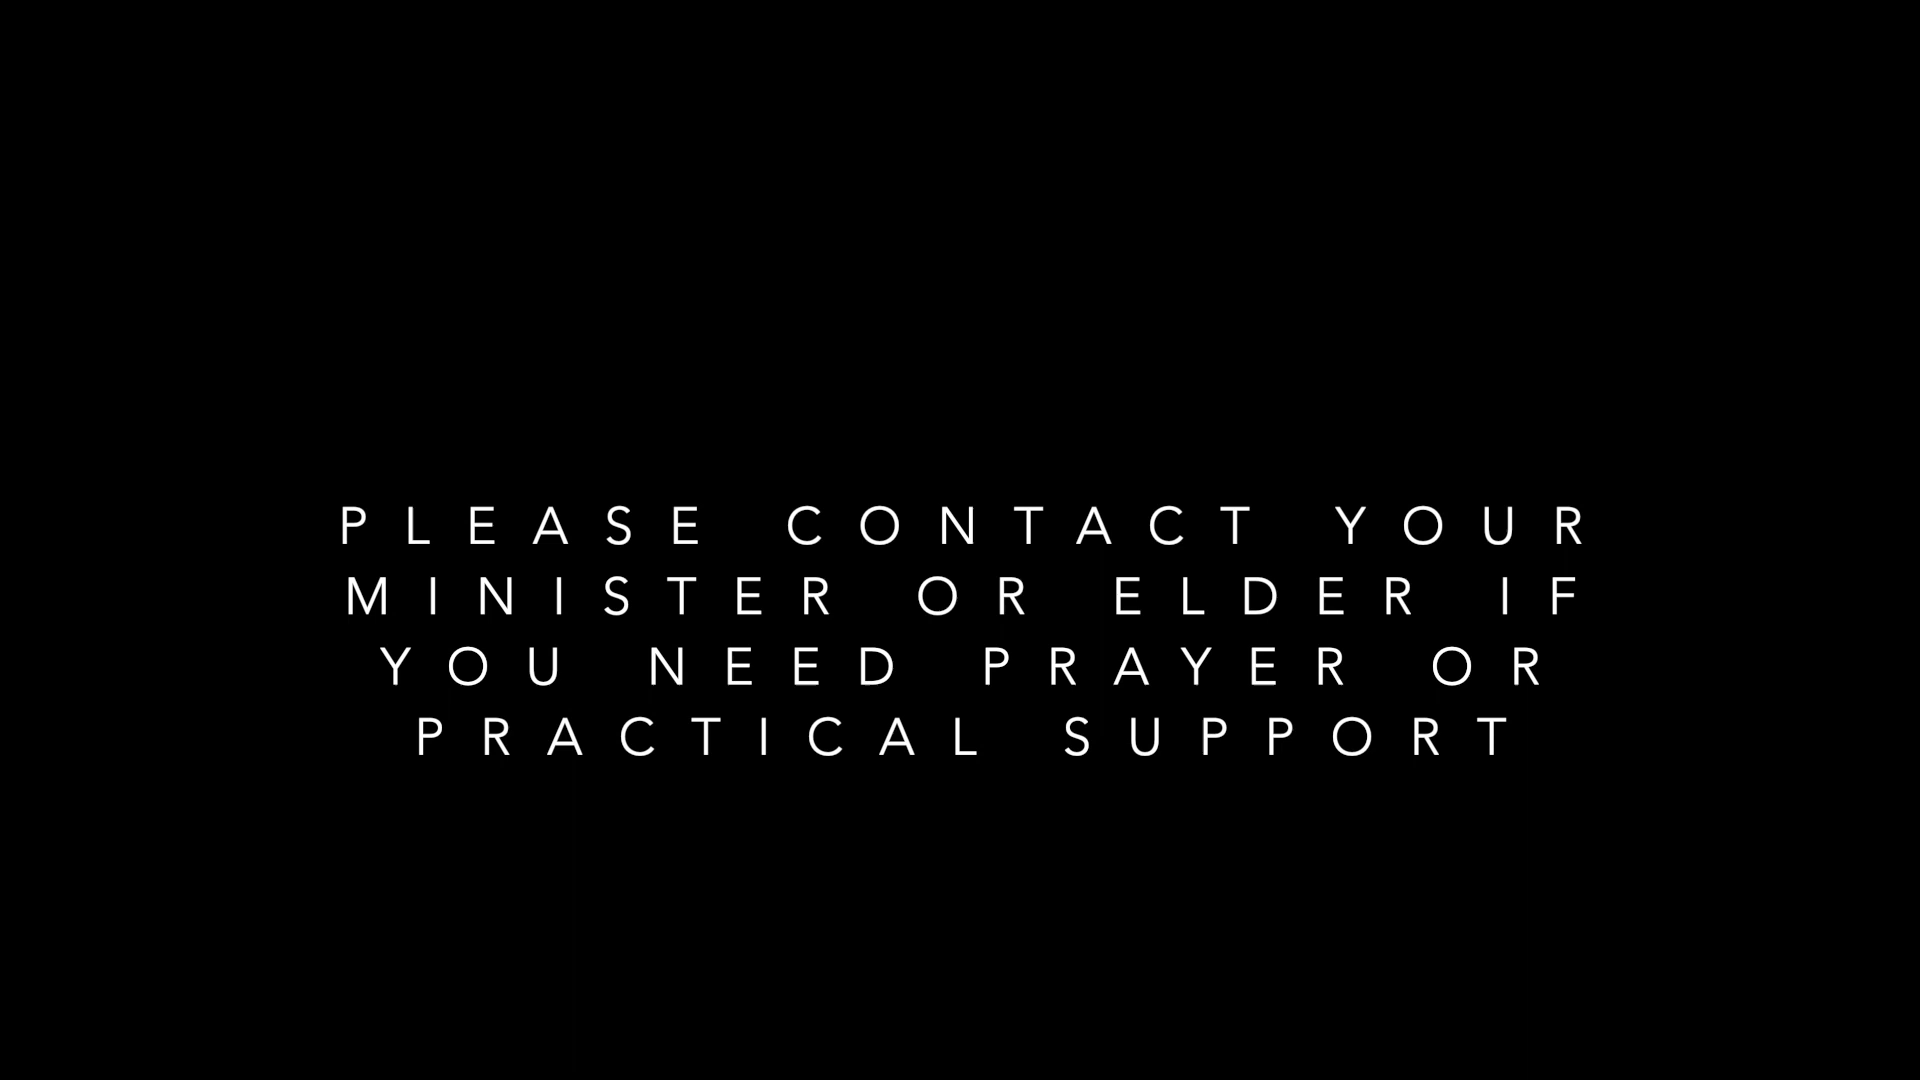 PLEASE CONTACT YOUR
MINISTER OR ELDER IF
YOU NEED PRAYER OR
PRACTICAL SUPPORT